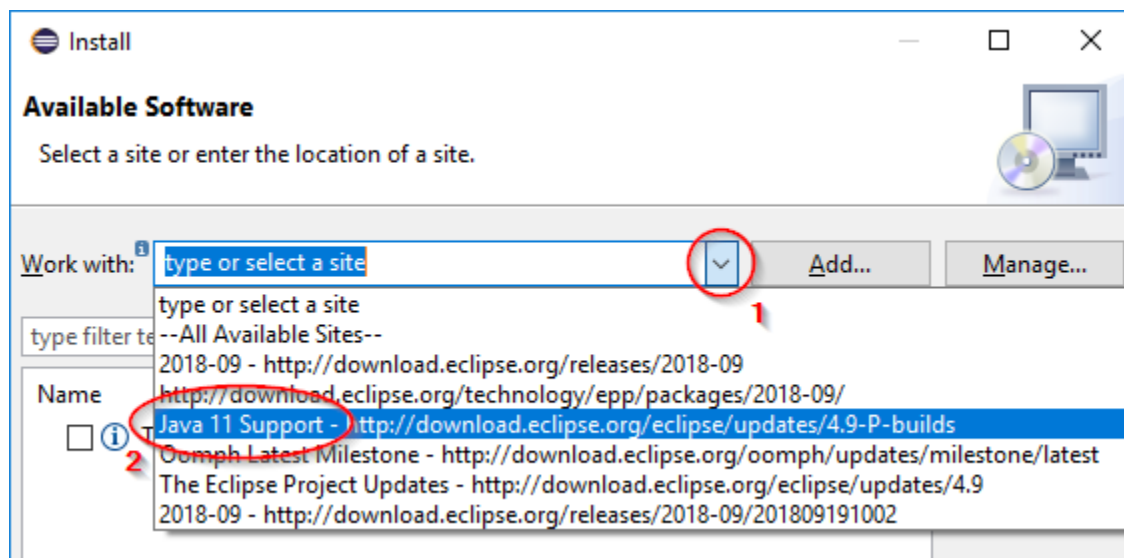 Install
Available Software
Select a site or enter the location of a site.
Work with: type or select a site Add... Manage...
1
type or select a site
--All Available Sites--
type filter te
2018-09 - http://download.eclipse.org/releases/2018-09
http://download.eclipse.org/technology/epp/packages/2018-09/
Name
Java 11 Support - http://download.eclipse.org/eclipse/updates/4.9-P-builds
2
Oomph Latest Milestone - http://download.eclipse.org/oomph/updates/milestone/latest
The Eclipse Project Updates - http://download.eclipse.org/eclipse/updates/4.9
2018-09 - http://download.eclipse.org/releases/2018-09/201809191002